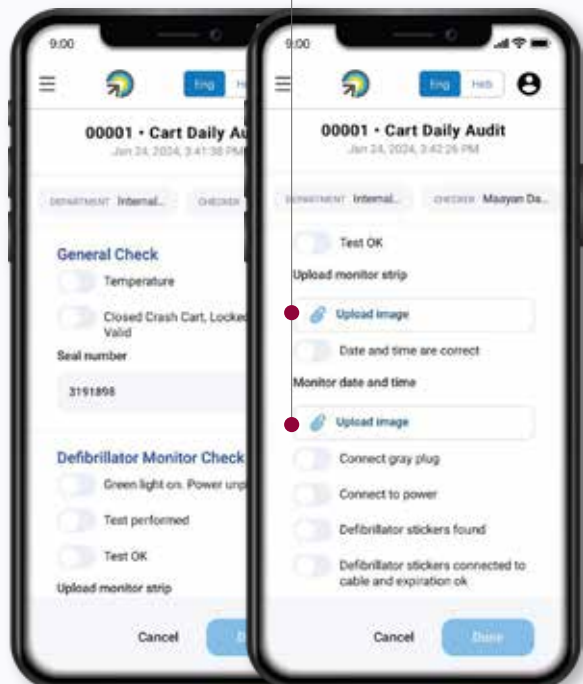 9:00
Eng
00001 • Cart Daily Au
Jan 24, 2024, 3:41:38 PM
DEPARTMENT Internal...
CHECKER
General Check
Temperature
Closed Crash Cart, Locked
Valid
Seal number
3191898
Defibrillator Monitor Check
Green light on. Power unp
Test performed
Test OK
Upload monitor strip
Cancel
9:00
Eng
Heb
00001 • Cart Daily Audit
Jan 24, 2024, 3:42:26 PM
DEPARTMENT Internal...
CHECKER Maayan Da...
Test OK
Upload monitor strip
Upload image
Date and time are correct
Monitor date and time
Upload image
Connect gray plug
Connect to power
Defibrillator stickers found
Defibrillator stickers connected to
cable and expiration ok
Cancel
Done